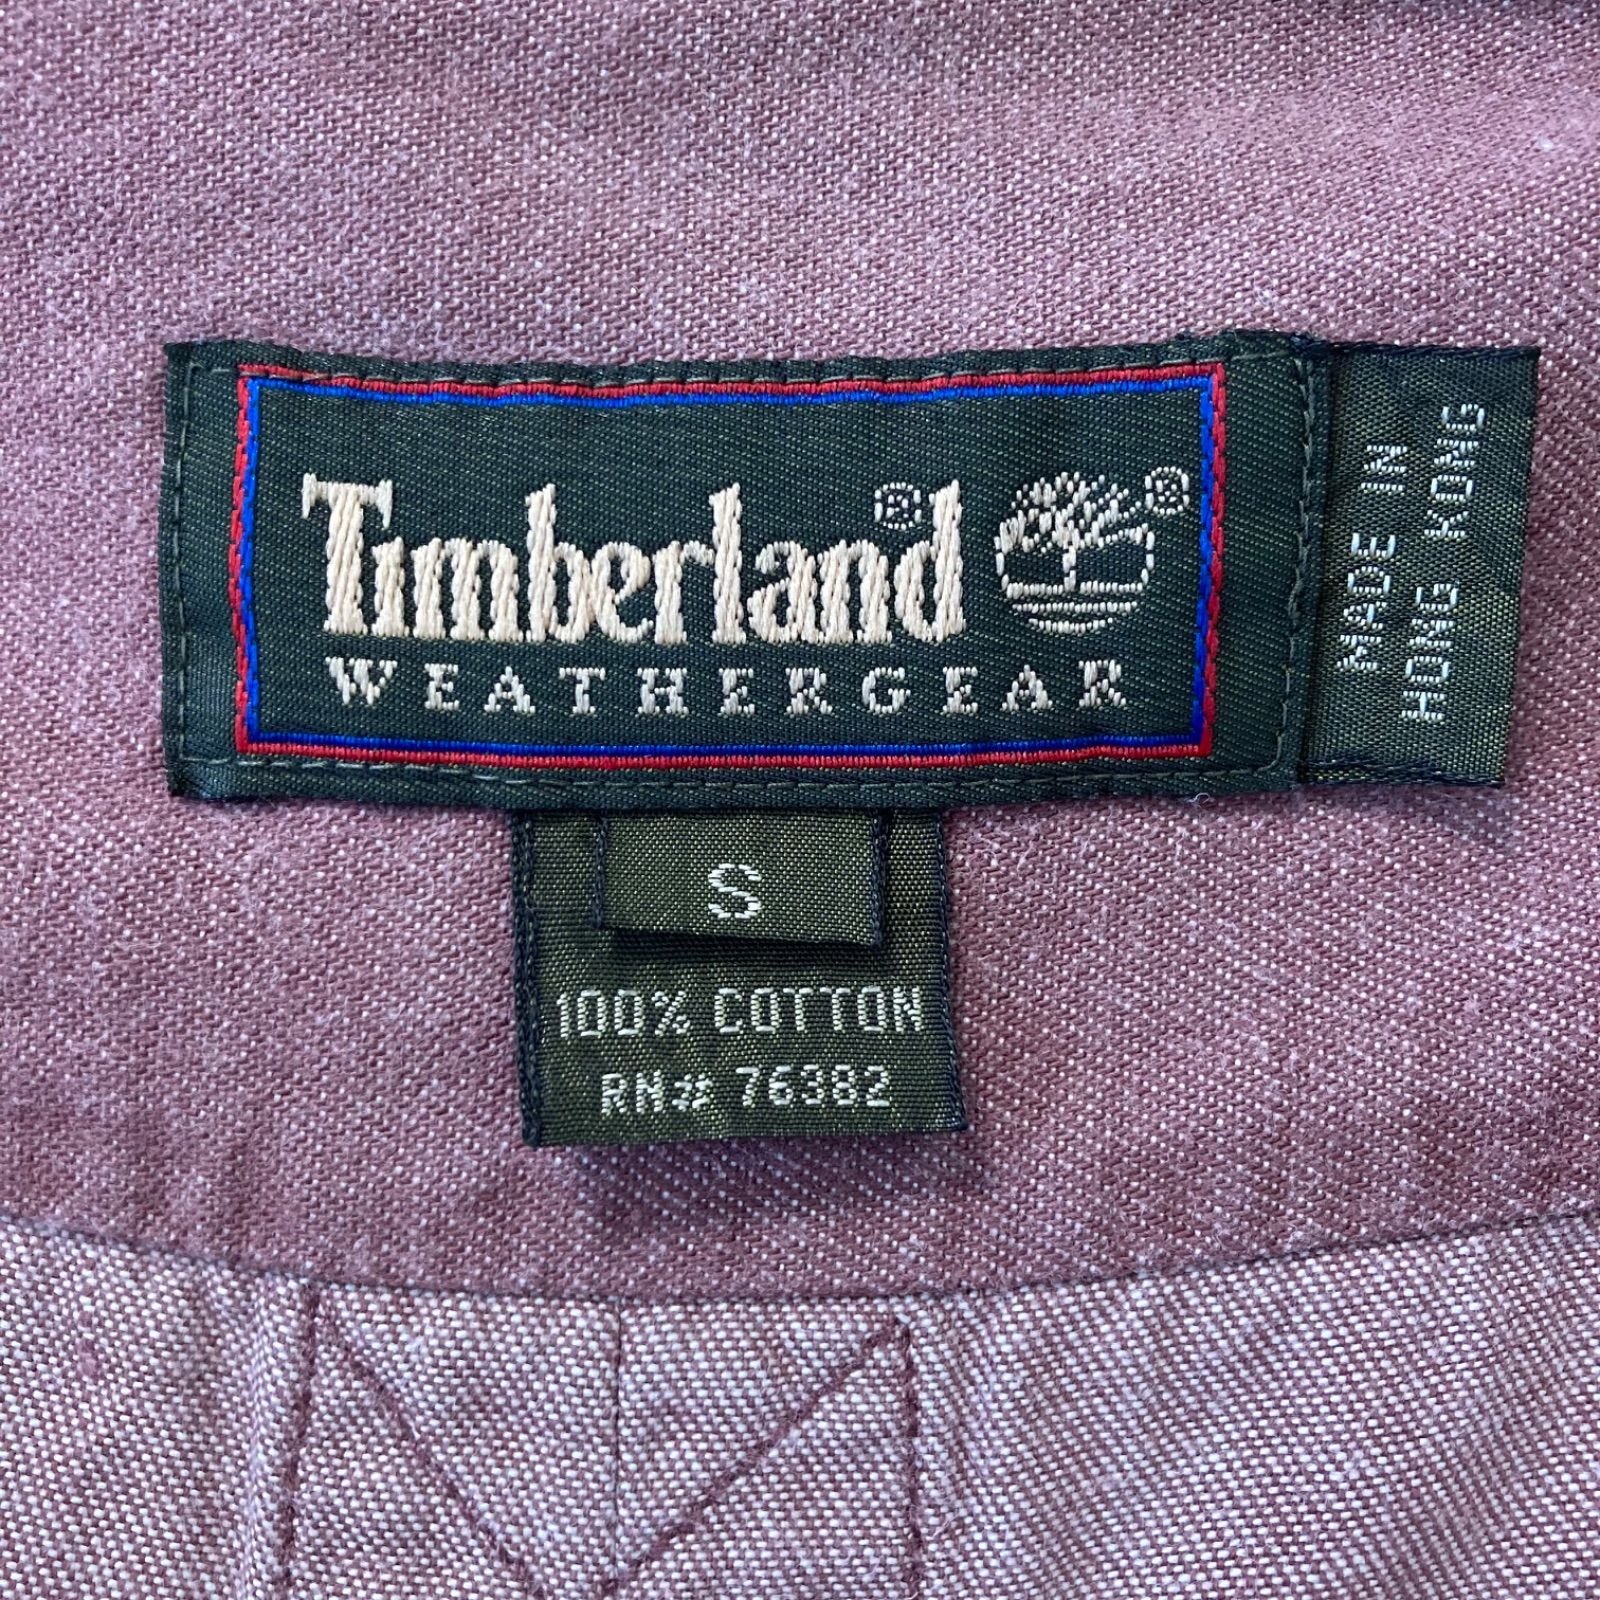 Timberland®
®
WEATHERGEAR
MADE IN
HONG KONG
S
100% COTTON
RN# 76382